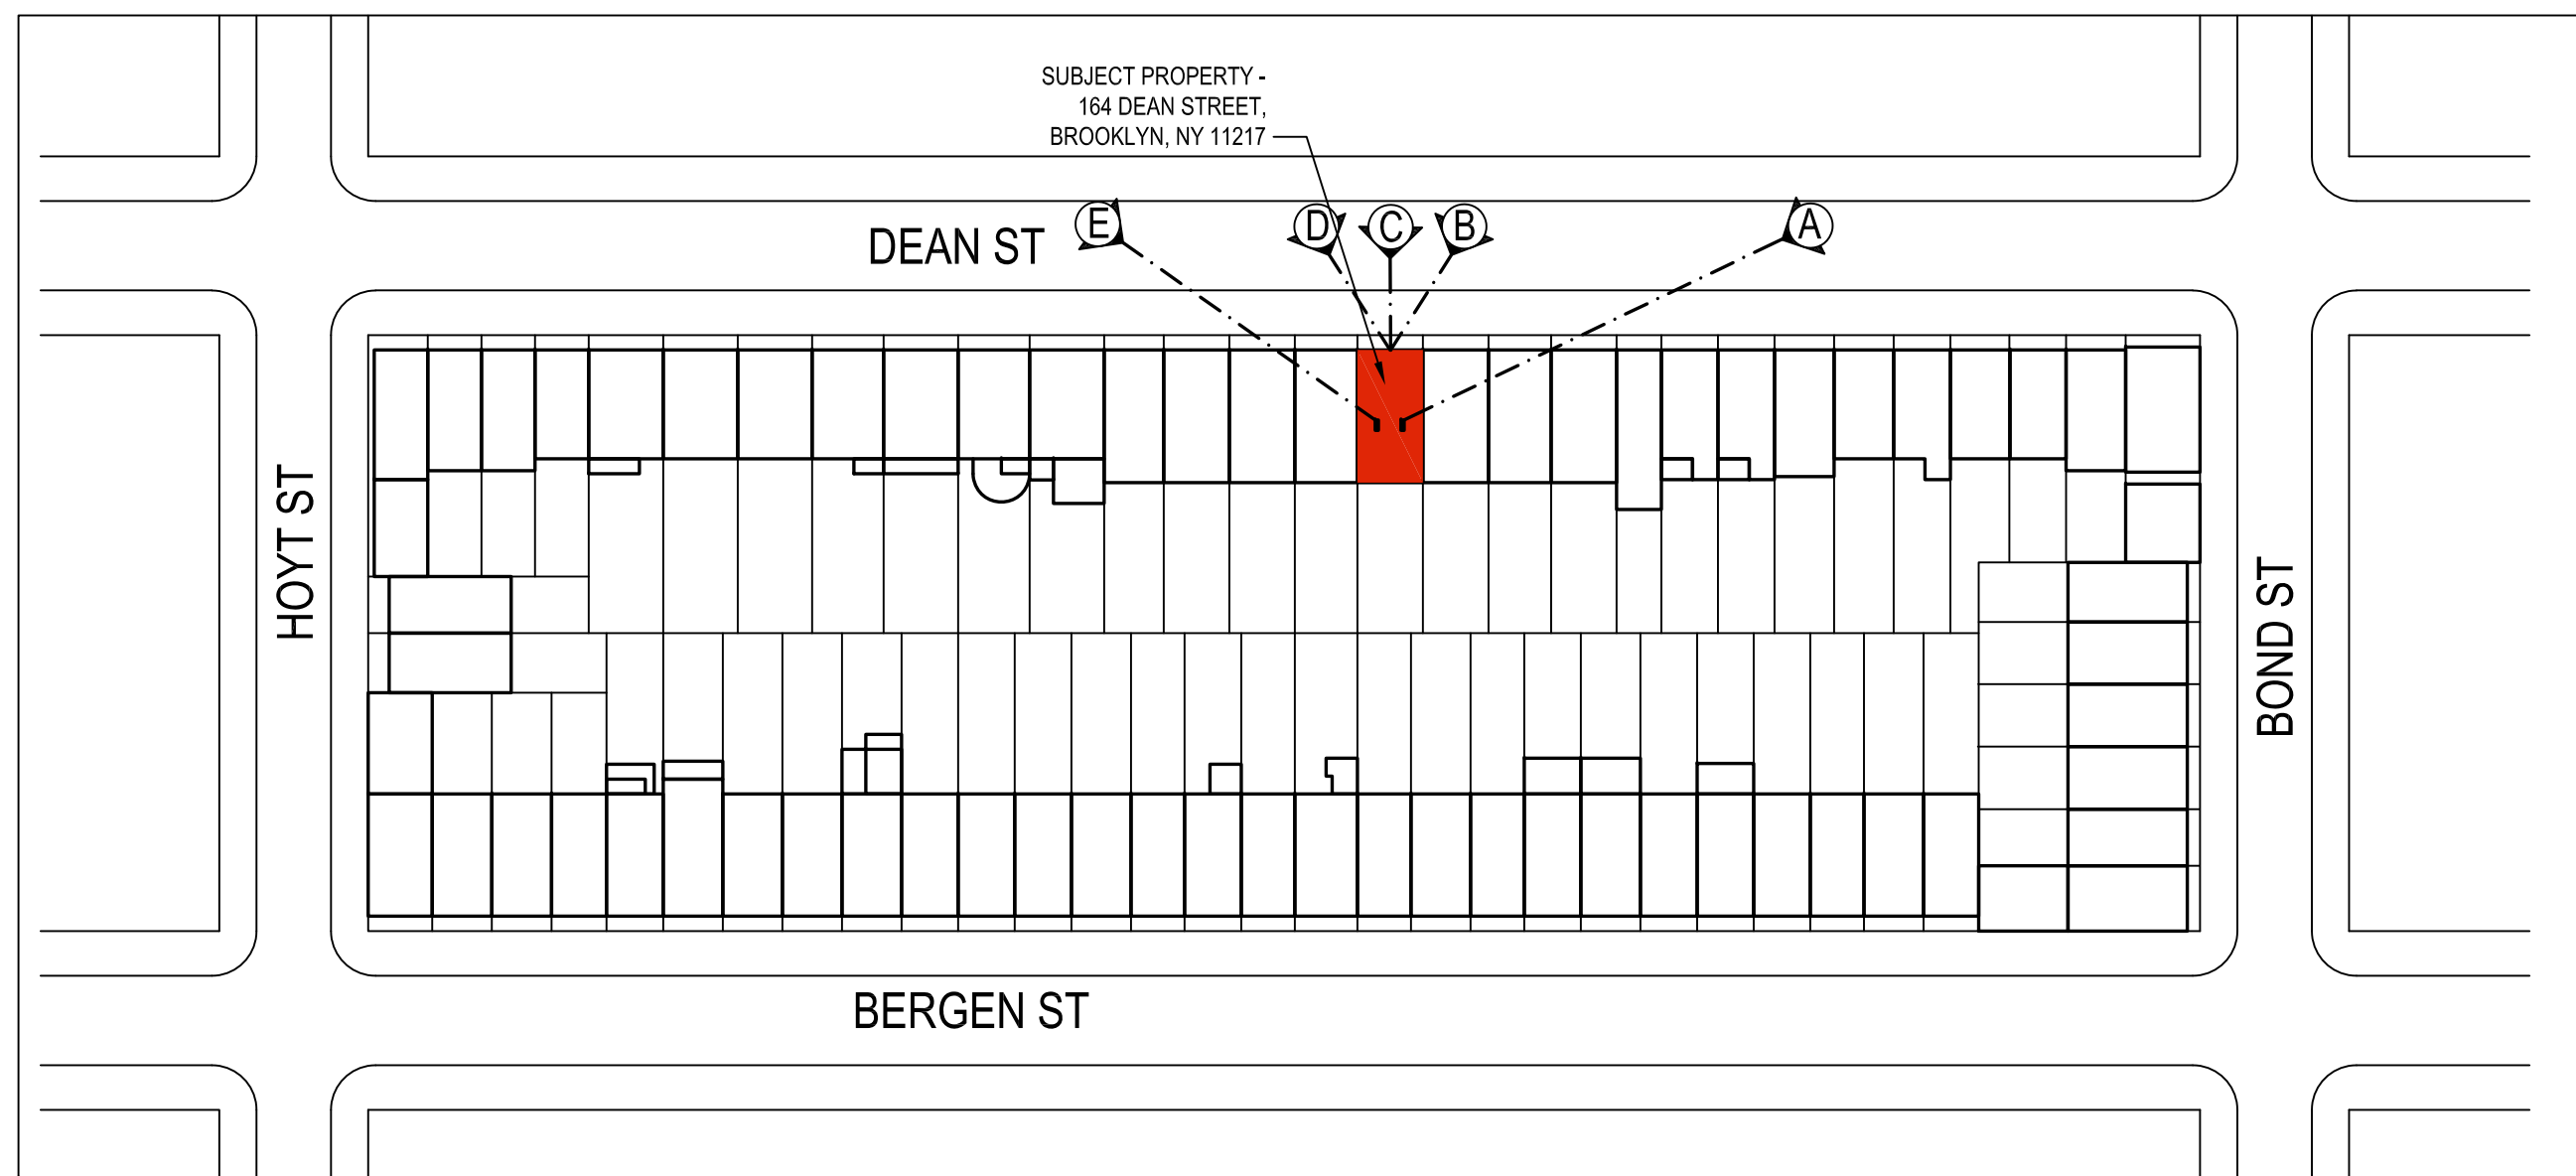 SUBJECT PROPERTY -
164 DEAN STREET,
BROOKLYN, NY 11217
E
D
C
B
A
DEAN ST
HOYT ST
BOND ST
BERGEN ST